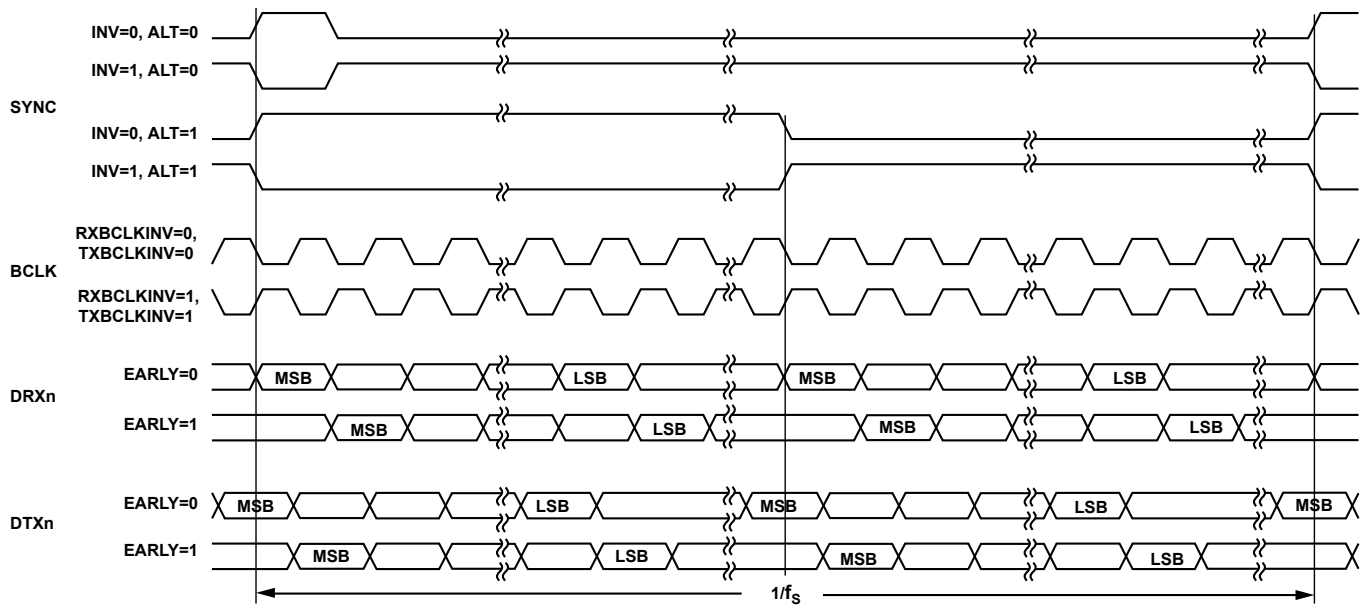 INV=0, ALT=0
INV=1, ALT=0
SYNC
INV=0, ALT=1
INV=1, ALT=1
RXBCLKINV=0,
TXBCLKINV=0
BCLK
RXBCLKINV=1,
TXBCLKINV=1
EARLY=0
MSB LSB MSB LSB
DRXn
EARLY=1
MSB LSB MSB LSB
EARLY=0
MSB LSB MSB LSB MSB
DTXn
EARLY=1
MSB LSB MSB LSB
1/fS